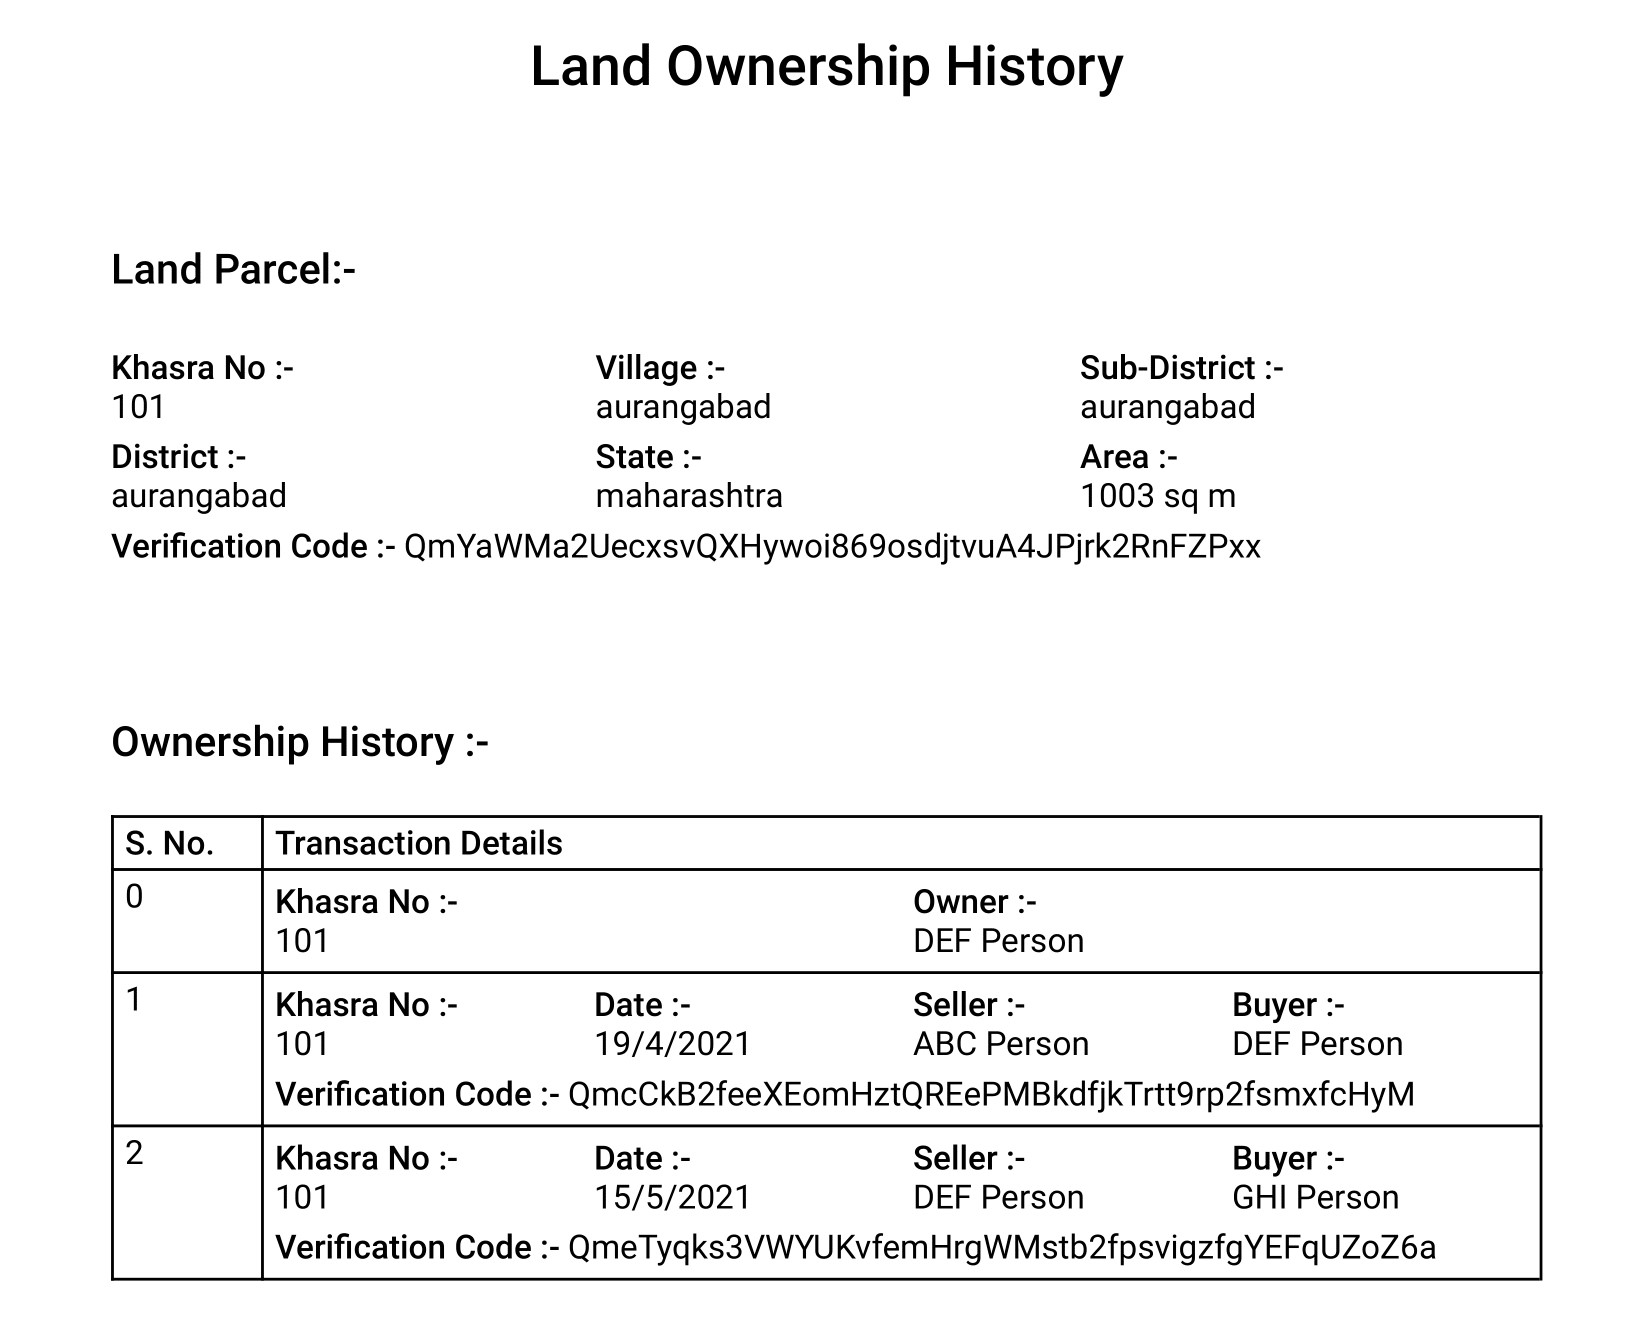 Land Ownership History
Land Parcel:-
Khasra No :- Village :- Sub-District :-
101 aurangabad aurangabad
District :- State :- Area :-
aurangabad maharashtra 1003 sq m
Verification Code :- QmYaWMa2UecxsvQXHywoi869osdjtvuA4JPjrk2RnFZPxx
Ownership History :-
S. No. Transaction Details
0 Khasra No :- Owner :-
101 DEF Person
1 Khasra No :- Date :- Seller :- Buyer :-
101 19/4/2021 ABC Person DEF Person
Verification Code :- QmcCkB2feeXEomHztQREePMBkdfjkTrtt9rp2fsmxfcHyM
2 Khasra No :- Date :- Seller :- Buyer :-
101 15/5/2021 DEF Person GHI Person
Verification Code :- QmeTyqks3VWYUKvfemHrgWMstb2fpsvigzfgYEFqUZoZ6a